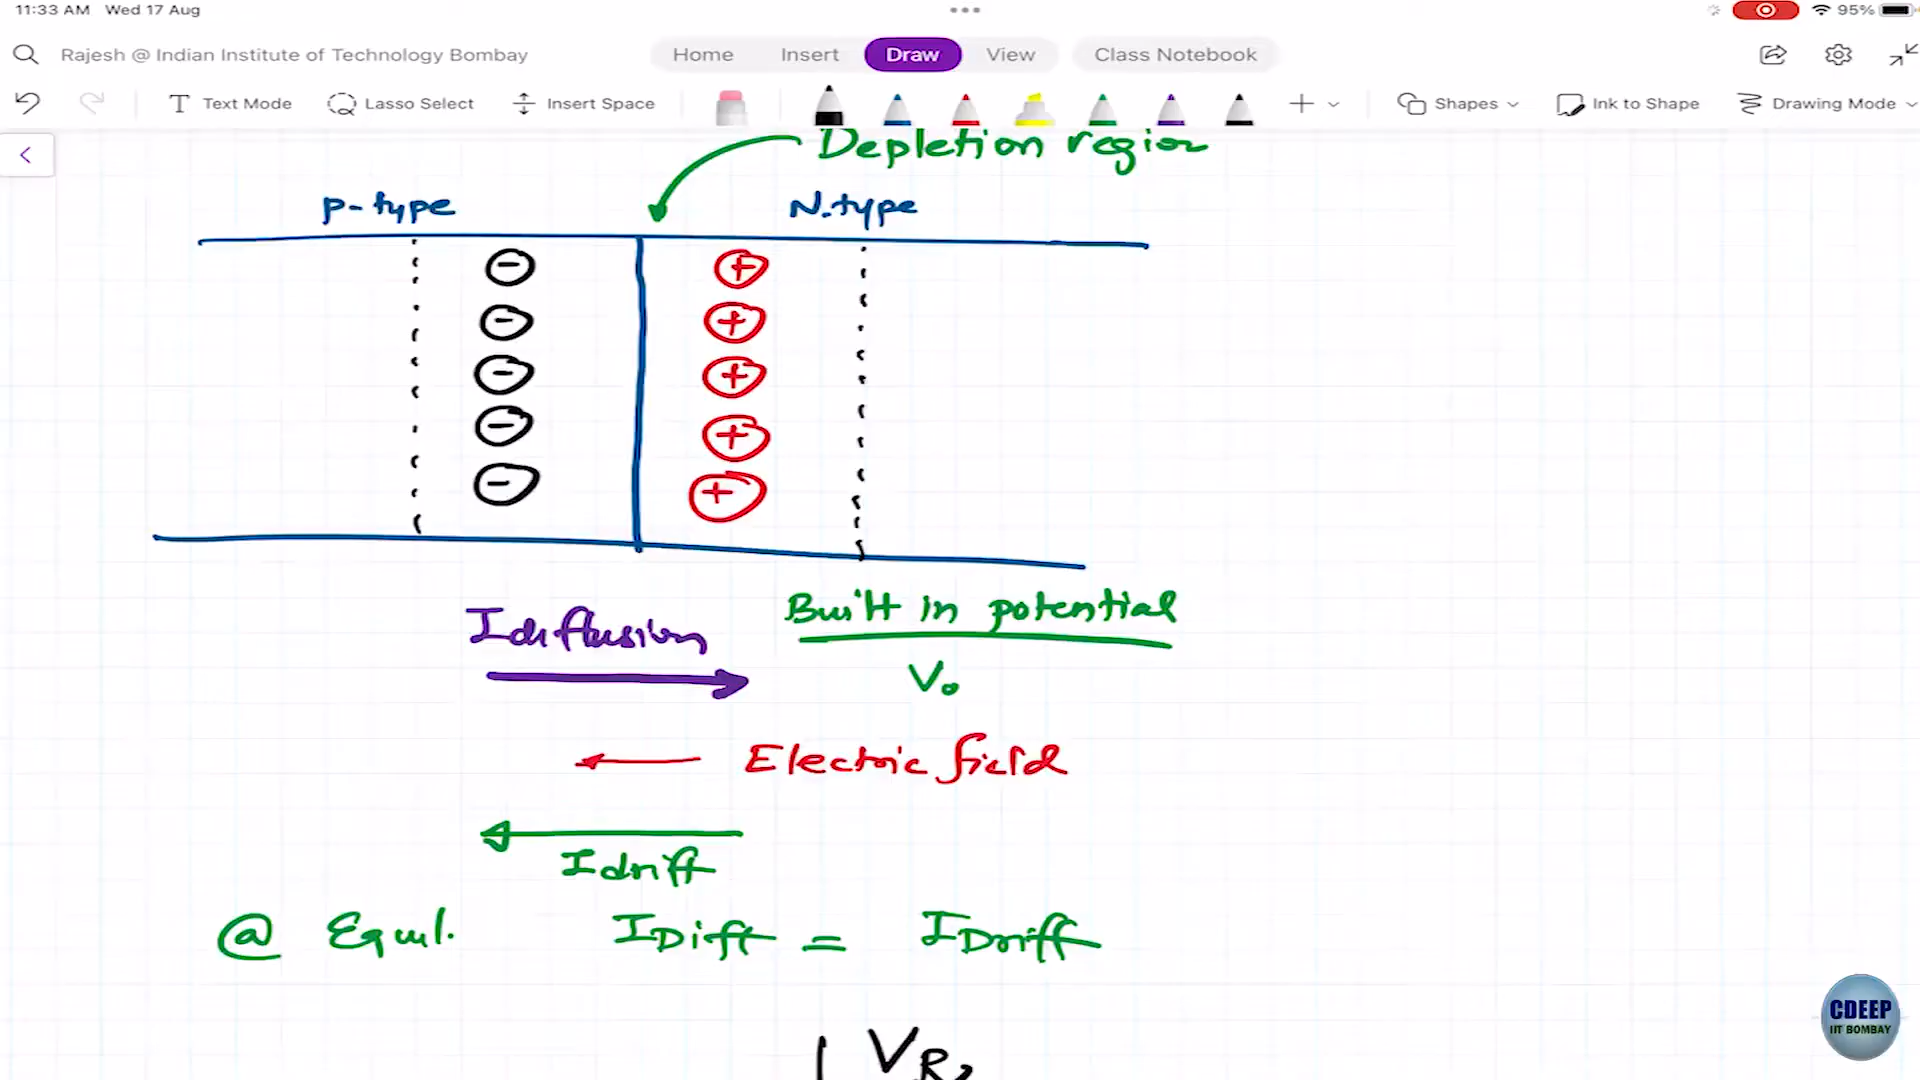 11:33 AM Wed 17 Aug
95%
Rajesh @ Indian Institute of Technology Bombay
Home Insert Draw View Class Notebook
Text Mode Lasso Select Insert Space Shapes Ink to Shape Drawing Mode
Depletion region
P-type N-type
- +
- +
- +
- +
- +
Idiffusion
Built in potential
V₀
Electric field
Idrift
@ Equil. IDiff = IDrift
VR,
CDEEP
IIT BOMBAY